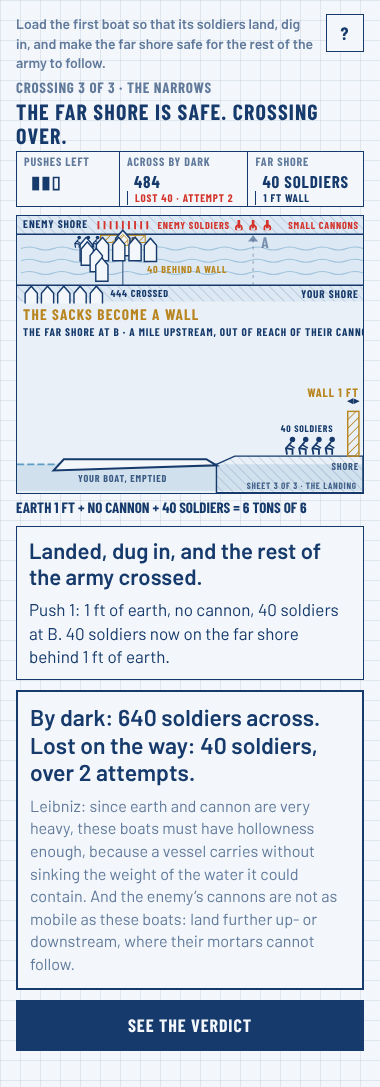 Load the first boat so that its soldiers land, dig
in, and make the far shore safe for the rest of the
army to follow.
?
CROSSING 3 OF 3 · THE NARROWS
THE FAR SHORE IS SAFE. CROSSING
OVER.
PUSHES LEFT
ACROSS BY DARK
484
LOST 40 · ATTEMPT 2
FAR SHORE
40 SOLDIERS
1 FT WALL
ENEMY SHORE
ENEMY SOLDIERS
SMALL CANNONS
A
40 BEHIND A WALL
444 CROSSED
YOUR SHORE
THE SACKS BECOME A WALL
THE FAR SHORE AT B · A MILE UPSTREAM, OUT OF REACH OF THEIR CANN
WALL 1 FT
40 SOLDIERS
SHORE
YOUR BOAT, EMPTIED
SHEET 3 OF 3 · THE LANDING
EARTH 1 FT + NO CANNON + 40 SOLDIERS = 6 TONS OF 6
Landed, dug in, and the rest of
the army crossed.
Push 1: 1 ft of earth, no cannon, 40 soldiers
at B. 40 soldiers now on the far shore
behind 1 ft of earth.
By dark: 640 soldiers across.
Lost on the way: 40 soldiers,
over 2 attempts.
Leibniz: since earth and cannon are very
heavy, these boats must have hollowness
enough, because a vessel carries without
sinking the weight of the water it could
contain. And the enemy's cannons are not as
mobile as these boats: land further up- or
downstream, where their mortars cannot
follow.
SEE THE VERDICT